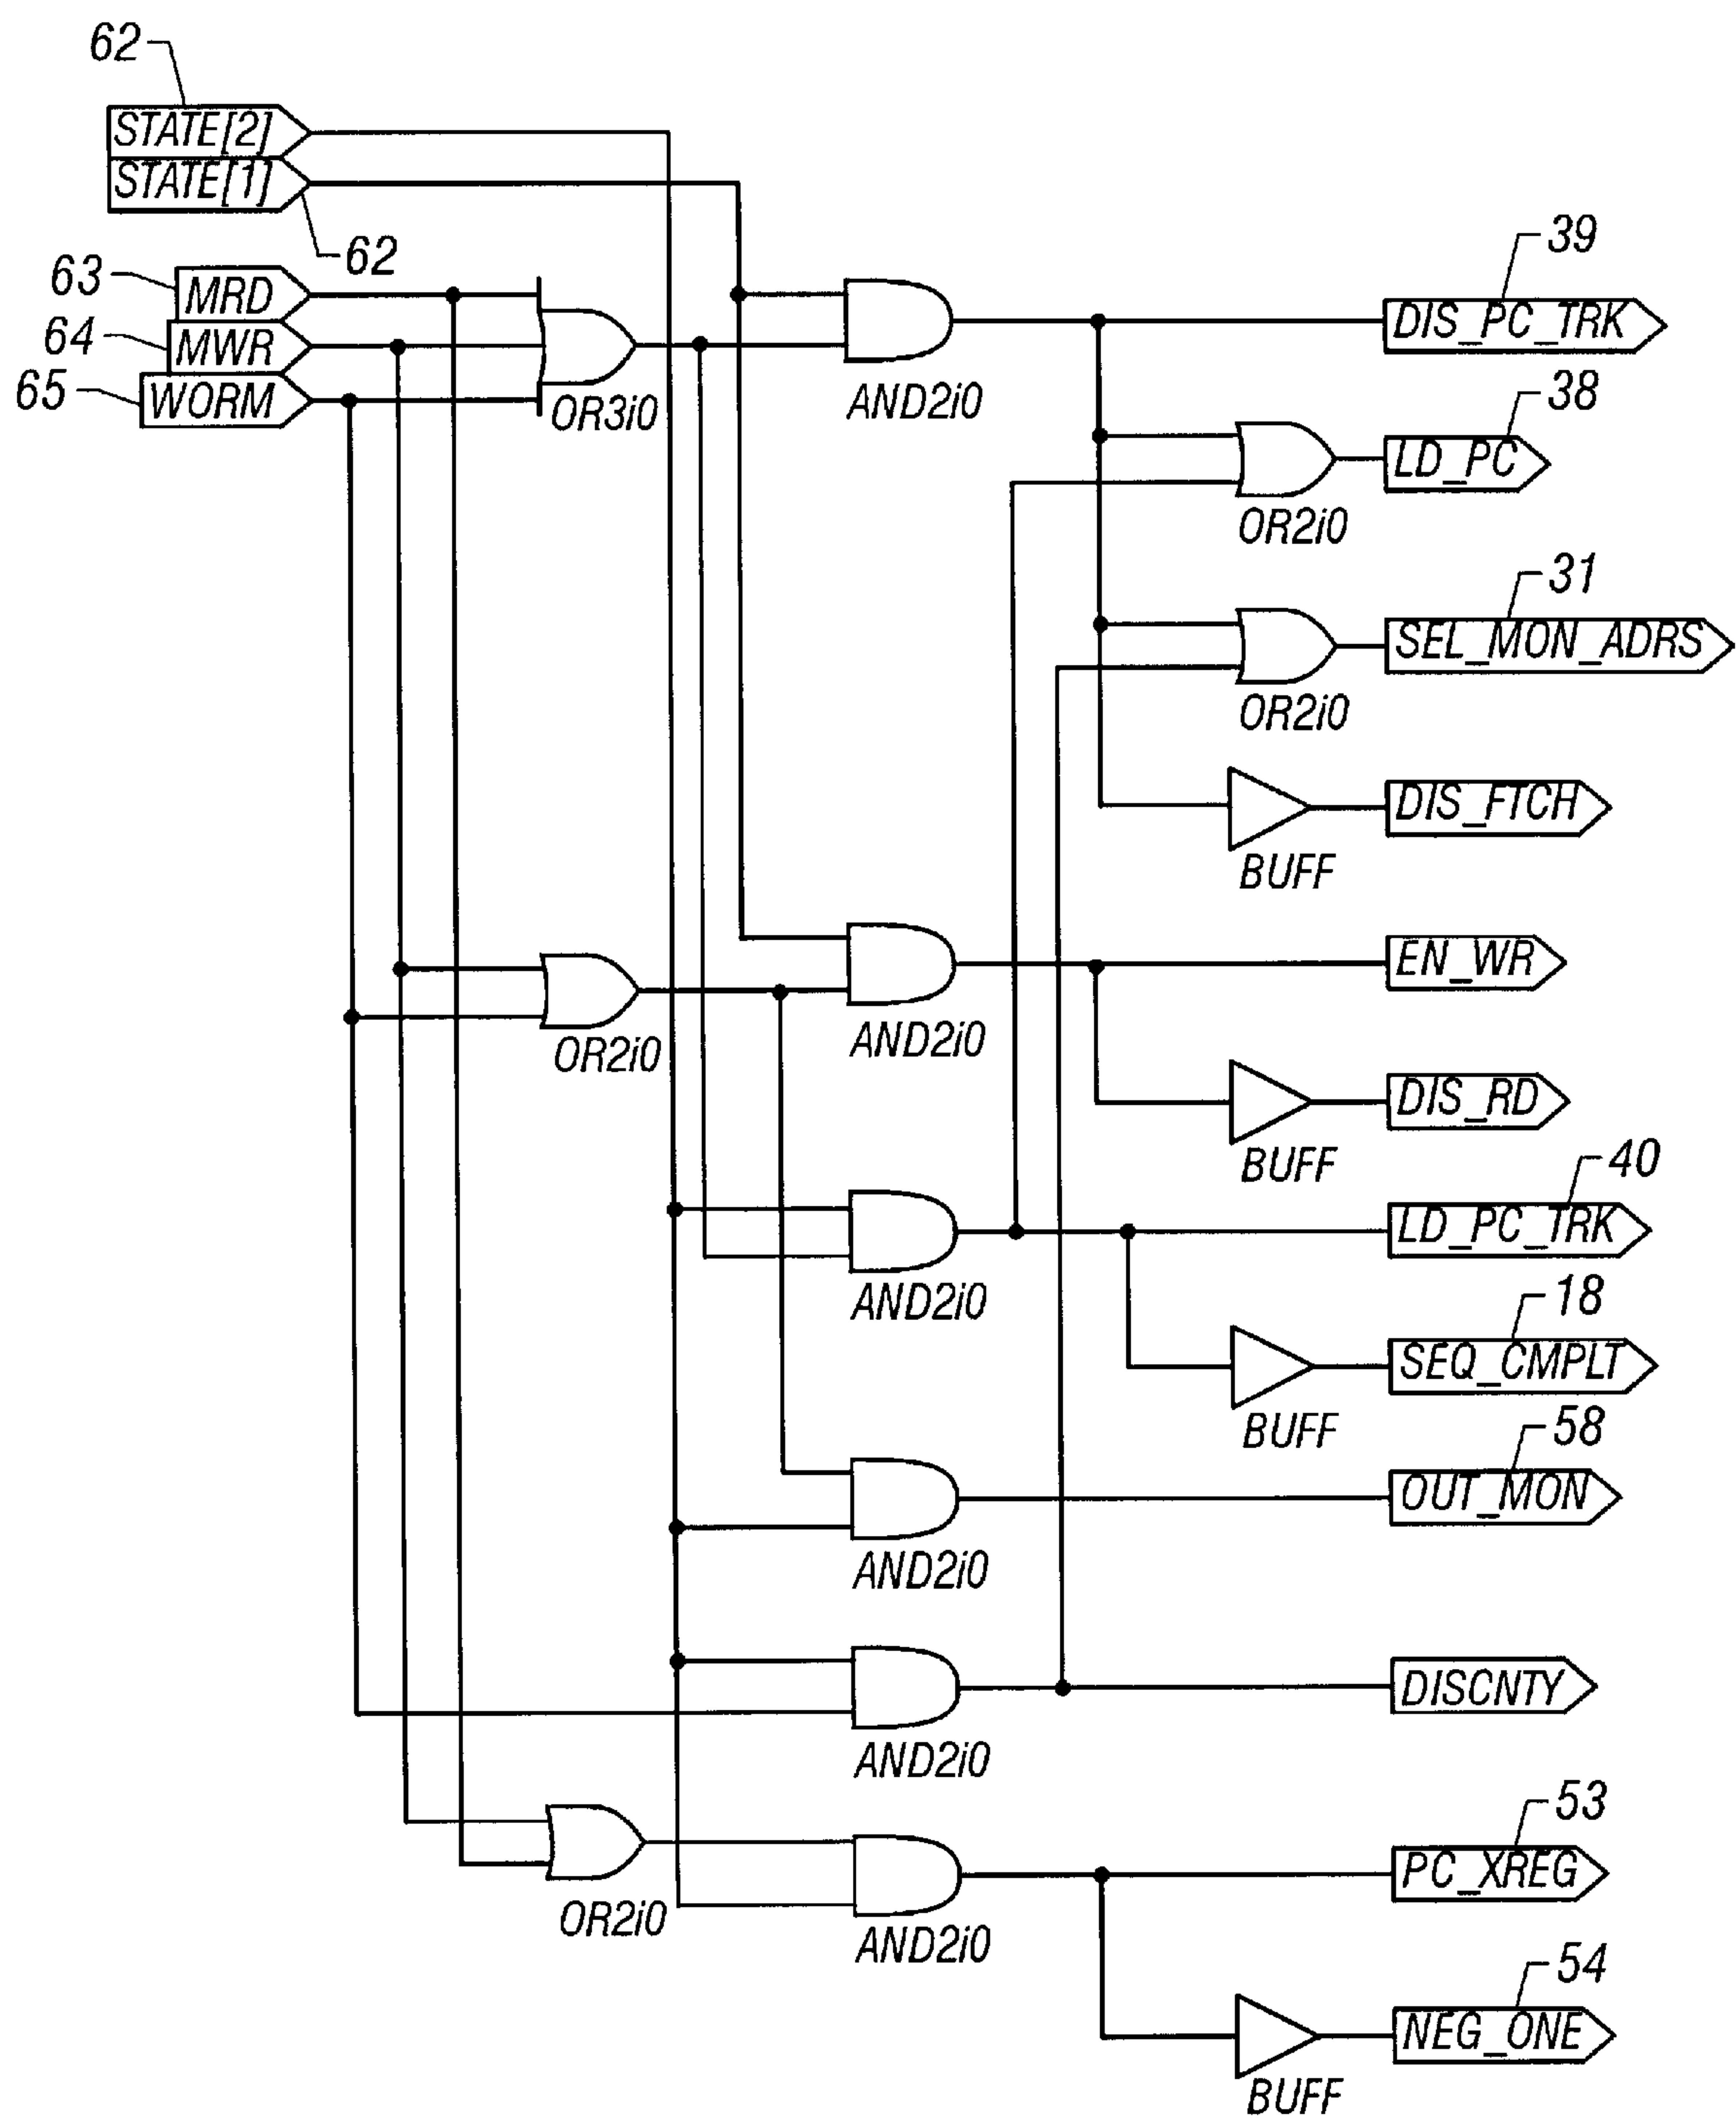 62
STATE[2]
STATE[1]
62
63
MRD
64
MWR
65
WORM
OR3i0
AND2i0
39
DIS_PC_TRK
38
LD_PC
OR2i0
31
SEL_MON_ADRS
OR2i0
DIS_FTCH
BUFF
EN_WR
OR2i0
AND2i0
DIS_RD
BUFF
40
LD_PC_TRK
AND2i0
18
SEQ_CMPLT
BUFF
58
OUT_MON
AND2i0
DISCNTY
AND2i0
53
PC_XREG
OR2i0
AND2i0
54
NEG_ONE
BUFF